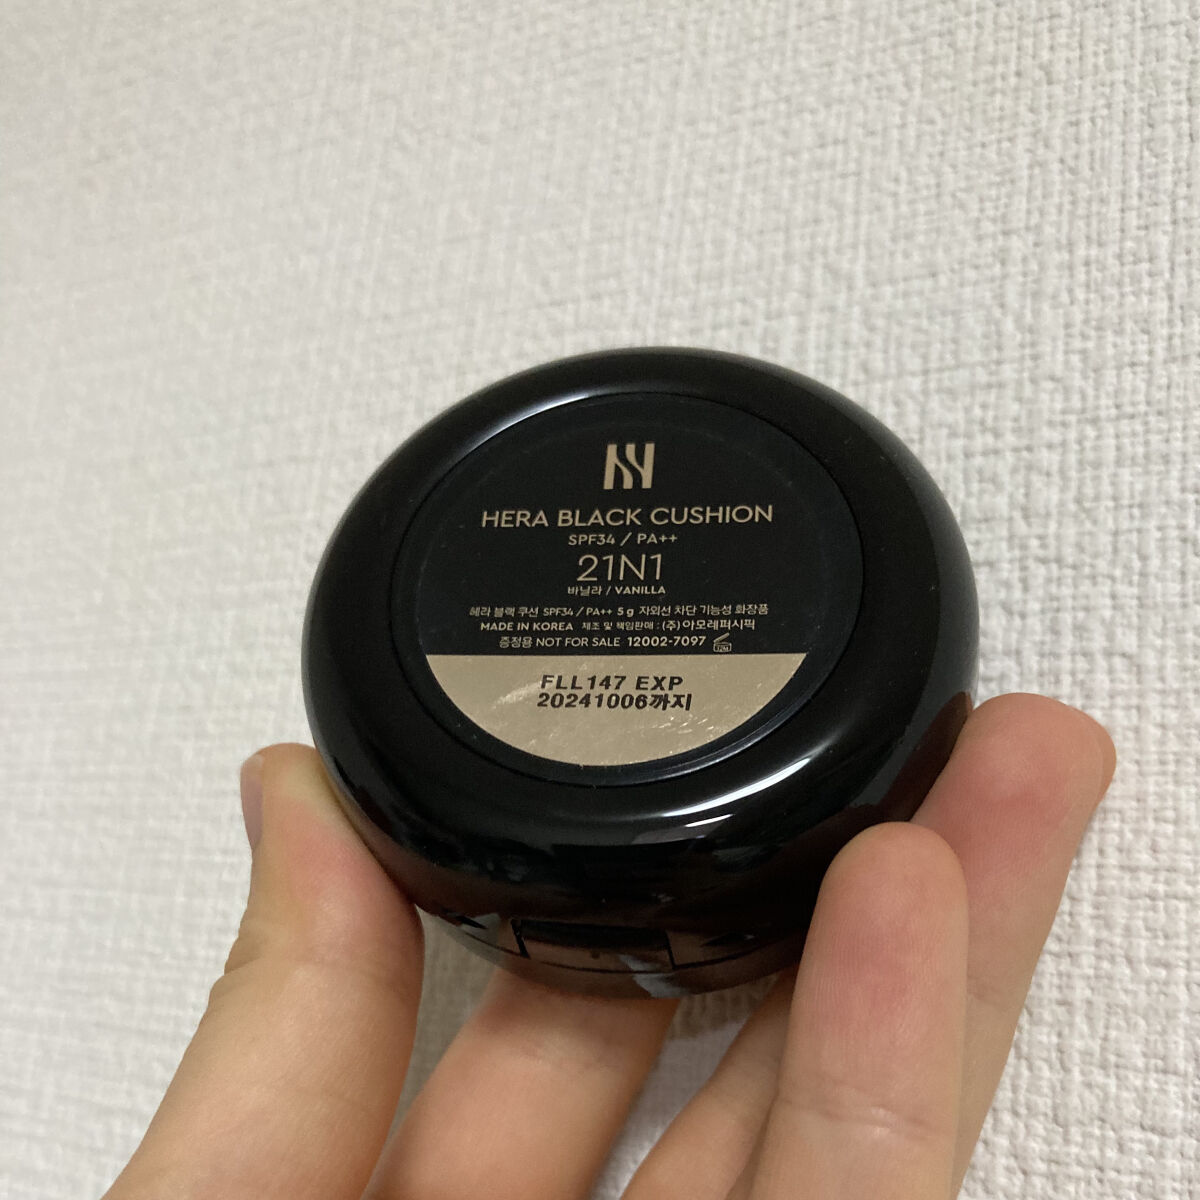 HERA BLACK CUSHION
SPF34 / PA++
21N1
바닐라 / VANILLA
헤라 블랙 쿠션 SPF34 / PA++ 5 g 자외선 차단 기능성 화장품
MADE IN KOREA 제조 및 책임판매 : (주)아모레퍼시픽
증정용 NOT FOR SALE 12002-7097 12M
FLL147 EXP
20241006까지